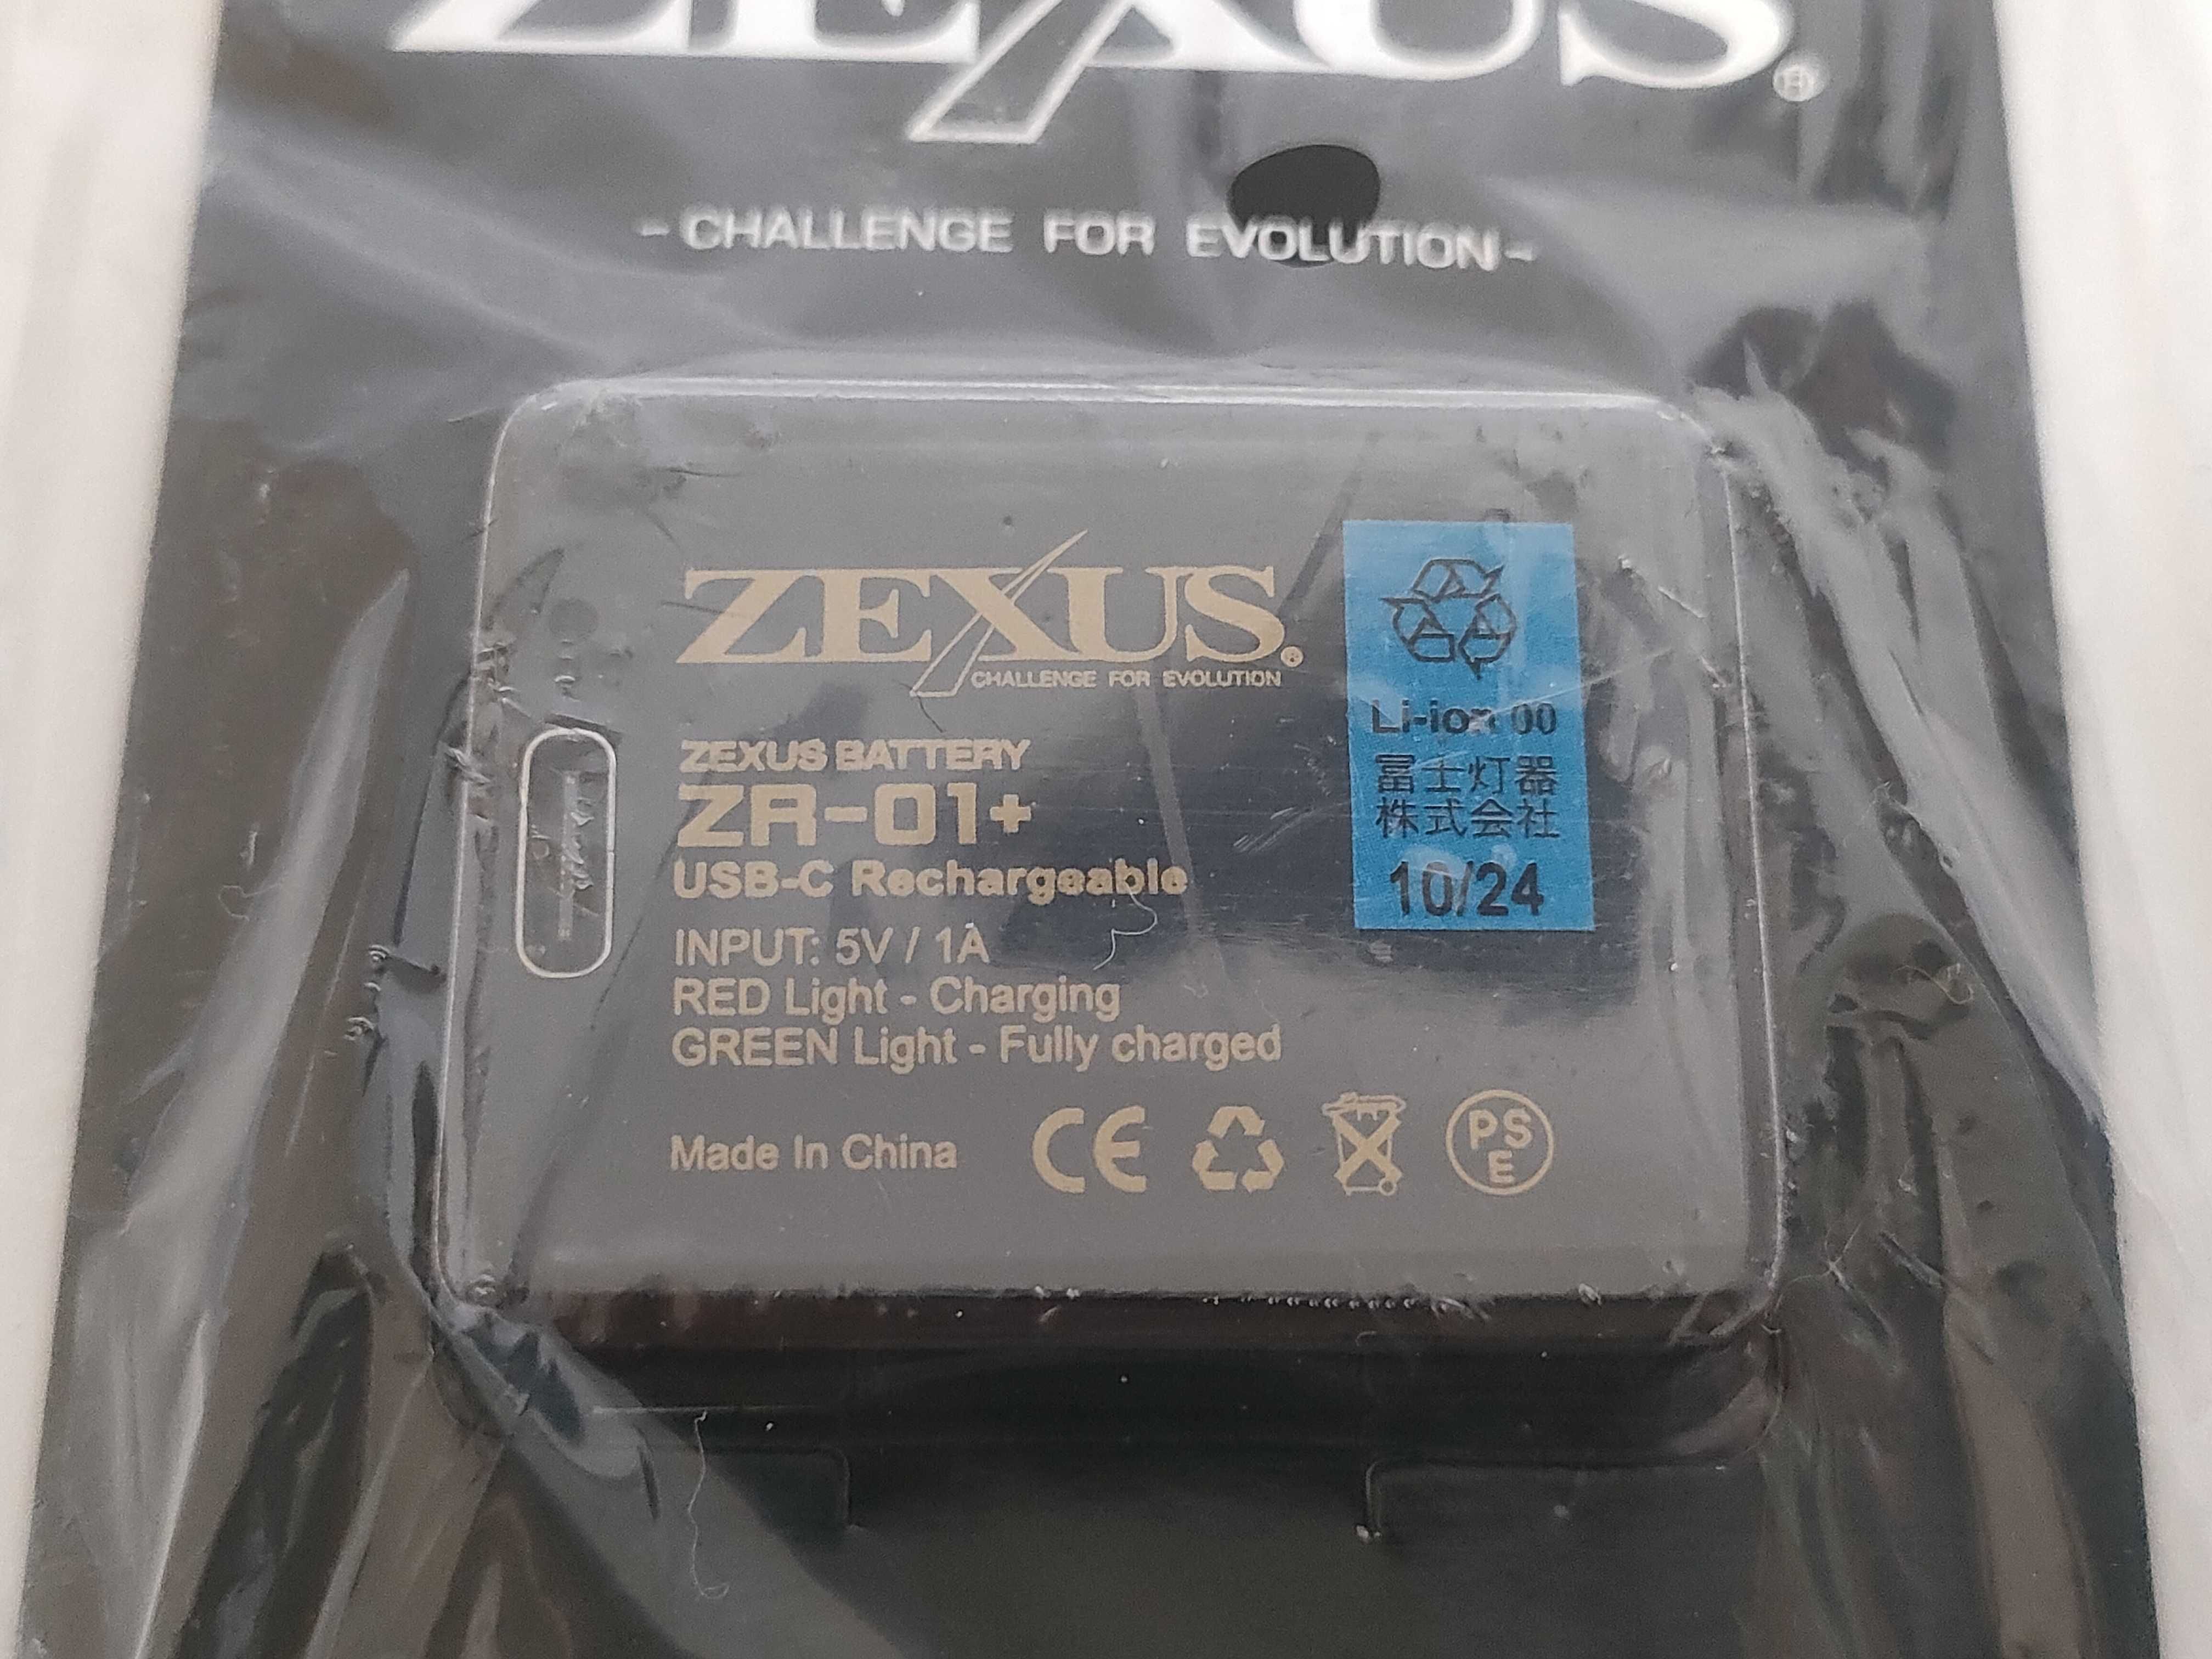 ZEXUS®
- CHALLENGE FOR EVOLUTION -
ZEXUS®
CHALLENGE FOR EVOLUTION
ZEXUS BATTERY
ZR-01+
USB-C Rechargeable
INPUT: 5V / 1A
RED Light - Charging
GREEN Light - Fully charged
Made In China
CE
PS
E
Li-ion 00
冨士灯器
株式会社
10/24